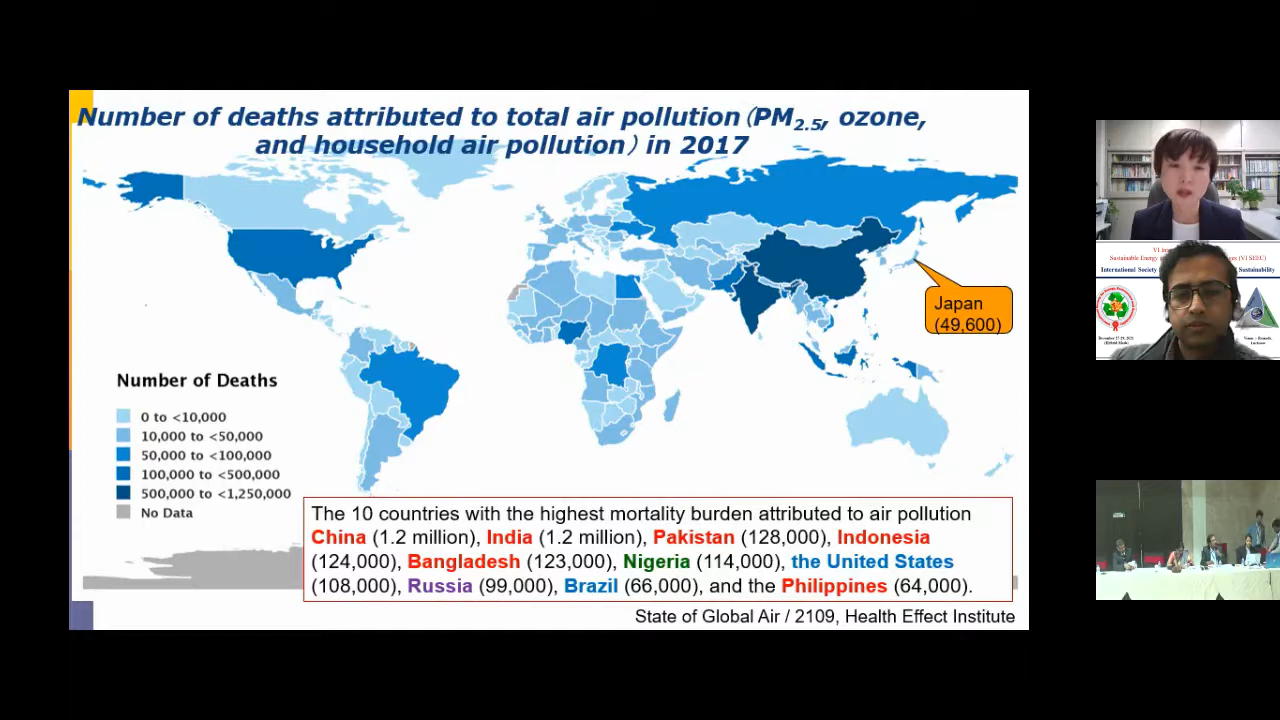 Number of deaths attributed to total air pollution (PM2.5, ozone,
and household air pollution) in 2017
Japan
(49,600)
Number of Deaths
0 to <10,000
10,000 to <50,000
50,000 to <100,000
100,000 to <500,000
500,000 to <1,250,000
No Data
The 10 countries with the highest mortality burden attributed to air pollution
China (1.2 million), India (1.2 million), Pakistan (128,000), Indonesia
(124,000), Bangladesh (123,000), Nigeria (114,000), the United States
(108,000), Russia (99,000), Brazil (66,000), and the Philippines (64,000).
State of Global Air / 2109, Health Effect Institute
Sustainable Energy
International Society
Sustainability